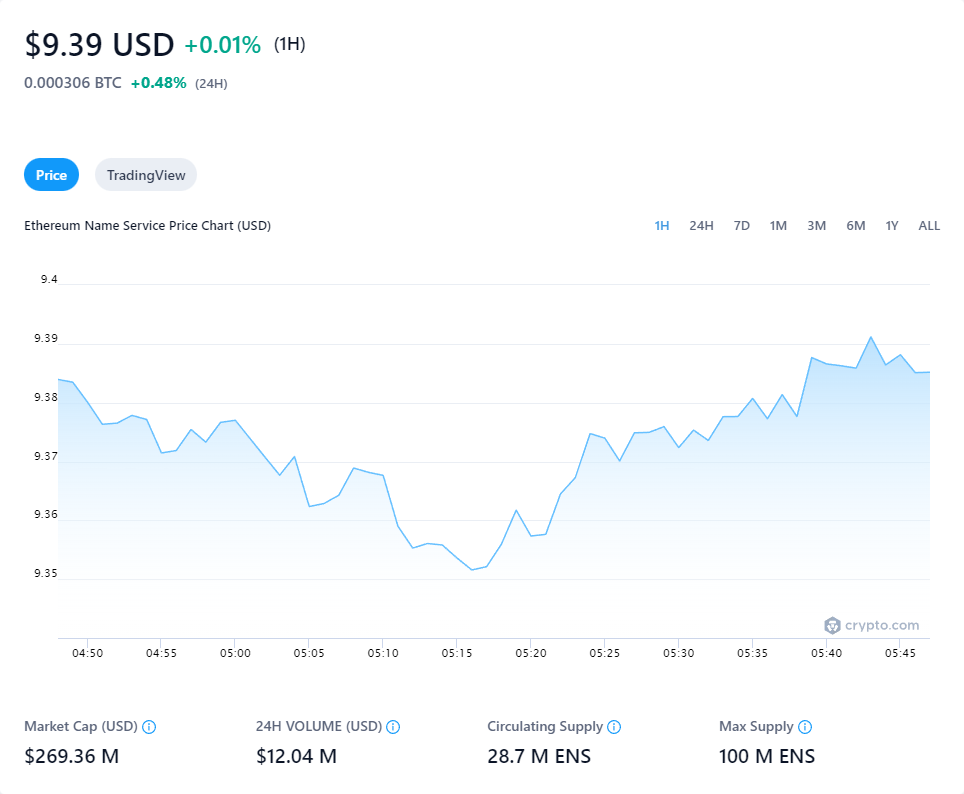 $9.39 USD +0.01% (1H)
0.000306 BTC +0.48% (24H)
Price TradingView
Ethereum Name Service Price Chart (USD) 1H 24H 7D 1M 3M 6M 1Y ALL
9.4
9.39
9.38
9.37
9.36
9.35
crypto.com
04:50 04:55 05:00 05:05 05:10 05:15 05:20 05:25 05:30 05:35 05:40 05:45
Market Cap (USD) 24H VOLUME (USD) Circulating Supply Max Supply
$269.36 M $12.04 M 28.7 M ENS 100 M ENS